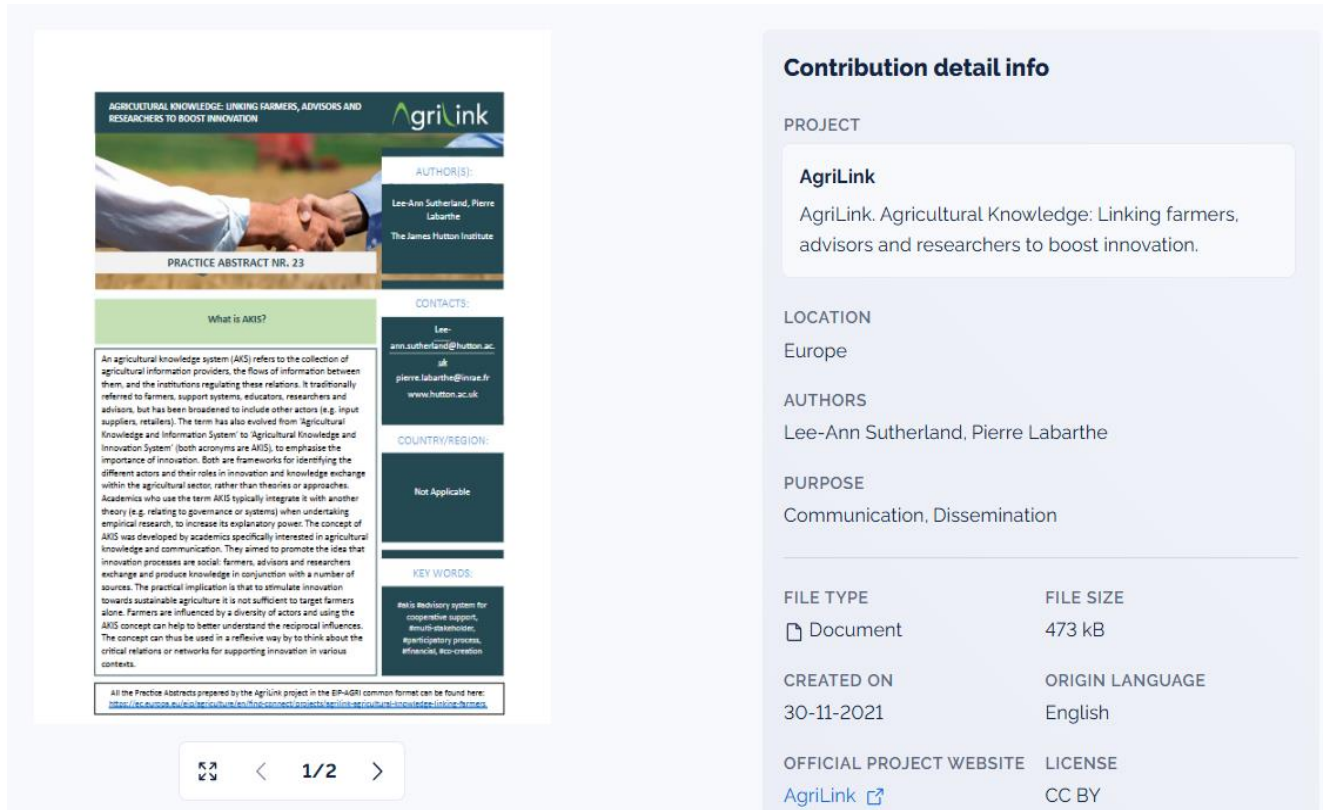 AGRICULTURAL KNOWLEDGE: LINKING FARMERS, ADVISORS AND
RESEARCHERS TO BOOST INNOVATION
AgriLink
PRACTICE ABSTRACT NR. 23
What is AKIS?
An agricultural knowledge system (AKS) refers to the collection of
agricultural information providers, the flows of information between
them, and the institutions regulating these relations. It traditionally
referred to farmers, support systems, educators, researchers and
advisors, but has been broadened to include other actors (e.g. input
suppliers, retailers). The term has also evolved from 'Agricultural
Knowledge and Information System' to 'Agricultural Knowledge and
Innovation System' (both acronyms are AKIS), to emphasise the
importance of innovation. Both are frameworks for identifying the
different actors and their roles in innovation and knowledge exchange
within the agricultural sector, rather than theories or approaches.
Academics who use the term AKIS typically integrate it with another
theory (e.g. relating to governance or systems) when undertaking
empirical research, to increase its explanatory power. The concept of
AKIS was developed by academics specifically interested in agricultural
knowledge and communication. They aimed to promote the idea that
innovation processes are social: farmers, advisors and researchers
exchange and produce knowledge in conjunction with a number of
sources. The practical implication is that to stimulate innovation
towards sustainable agriculture it is not sufficient to target farmers
alone. Farmers are influenced by a diversity of actors and using the
AKIS concept can help to better understand the reciprocal influences.
The concept can thus be used in a reflexive way by to think about the
critical relations or networks for supporting innovation in various
contexts.
AUTHOR(S):
Lee-Ann Sutherland, Pierre
Labarthe
The James Hutton Institute
CONTACTS:
Lee-
ann.sutherland@hutton.ac.
uk
pierre.labarthe@inrae.fr
www.hutton.ac.uk
COUNTRY/REGION:
Not Applicable
KEY WORDS:
#akis #advisory system for
cooperative support,
#multi-stakeholder,
#participatory process,
#financial, #co-creation
All the Practice Abstracts prepared by the AgriLink project in the EIP-AGRI common format can be found here:
https://ec.europa.eu/eip/agriculture/en/find-connect/projects/agrilink-agricultural-knowledge-linking-farmers.
1/2
Contribution detail info
PROJECT
AgriLink
AgriLink. Agricultural Knowledge: Linking farmers,
advisors and researchers to boost innovation.
LOCATION
Europe
AUTHORS
Lee-Ann Sutherland, Pierre Labarthe
PURPOSE
Communication, Dissemination
FILE TYPE FILE SIZE
Document 473 kB
CREATED ON ORIGIN LANGUAGE
30-11-2021 English
OFFICIAL PROJECT WEBSITE LICENSE
AgriLink CC BY